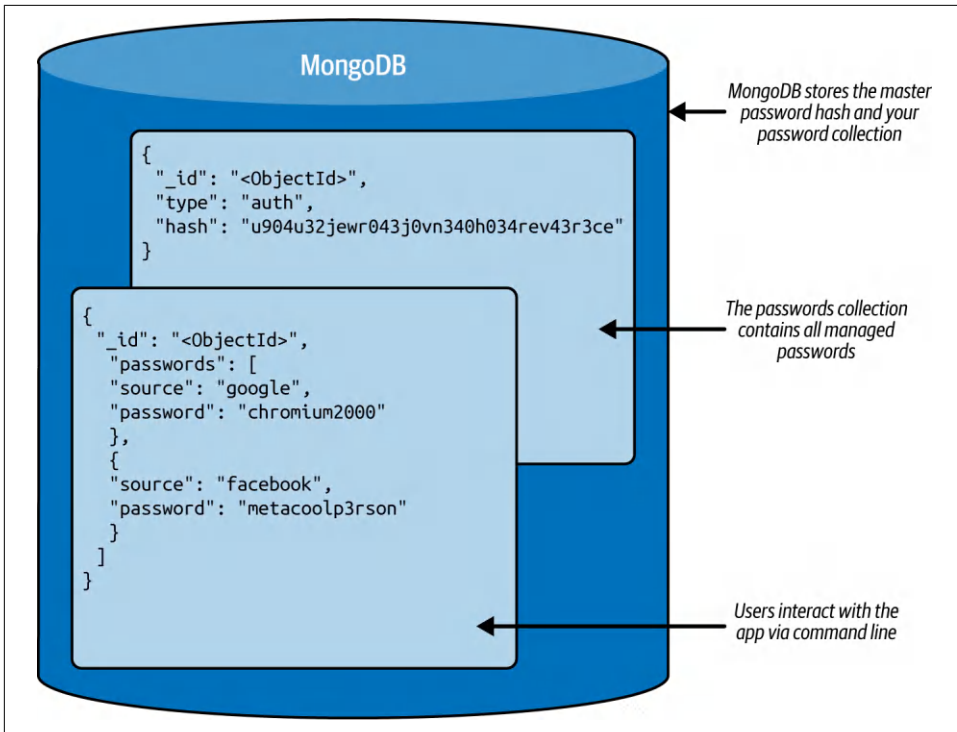 MongoDB
MongoDB stores the master
password hash and your
password collection
{
"_id": "<ObjectId>",
"type": "auth",
"hash": "u904u32jewr043j0vn340h034rev43r3ce"
}
The passwords collection
contains all managed
passwords
{
"_id": "<ObjectId>",
"passwords": [
"source": "google",
"password": "chromium2000"
},
{
"source": "facebook",
"password": "metacoolp3rson"
}
]
}
Users interact with the
app via command line